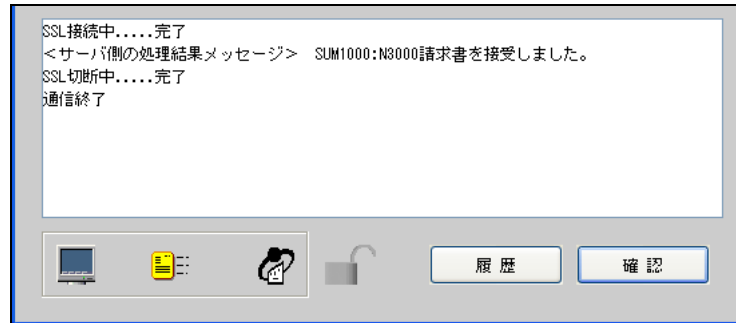 SSL接続中.....完了
＜サーバ側の処理結果メッセージ＞　SUM1000:N3000請求書を接受しました。
SSL切断中.....完了
通信終了
履 歴
確 認